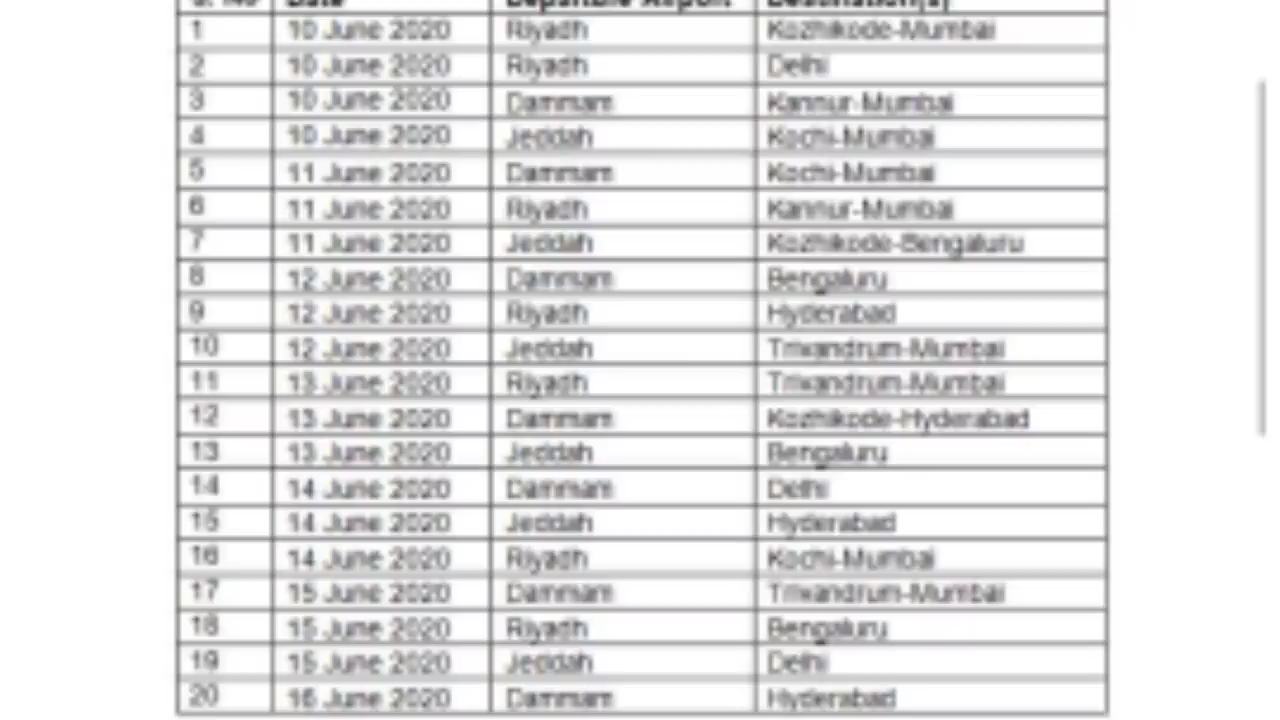 S. No Date Departure Airport Destination(s)
1 10 June 2020 Riyadh Kozhikode-Mumbai
2 10 June 2020 Riyadh Delhi
3 10 June 2020 Dammam Kannur-Mumbai
4 10 June 2020 Jeddah Kochi-Mumbai
5 11 June 2020 Dammam Kochi-Mumbai
6 11 June 2020 Riyadh Kannur-Mumbai
7 11 June 2020 Jeddah Kozhikode-Bengaluru
8 12 June 2020 Dammam Bengaluru
9 12 June 2020 Riyadh Hyderabad
10 12 June 2020 Jeddah Trivandrum-Mumbai
11 13 June 2020 Riyadh Trivandrum-Mumbai
12 13 June 2020 Dammam Kozhikode-Hyderabad
13 13 June 2020 Jeddah Bengaluru
14 14 June 2020 Dammam Delhi
15 14 June 2020 Jeddah Hyderabad
16 14 June 2020 Riyadh Kochi-Mumbai
17 15 June 2020 Dammam Trivandrum-Mumbai
18 15 June 2020 Riyadh Bengaluru
19 15 June 2020 Jeddah Delhi
20 16 June 2020 Dammam Hyderabad